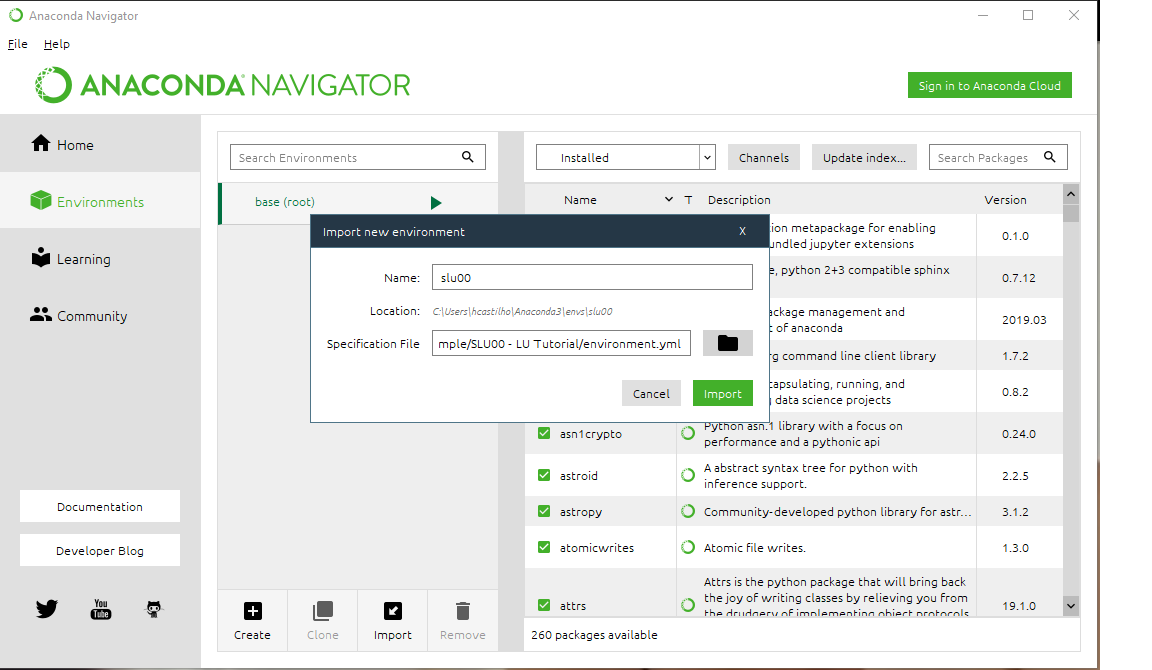 Anaconda Navigator
File Help
ANACONDA NAVIGATOR
Sign in to Anaconda Cloud
Home
Environments
Learning
Community
Documentation
Developer Blog
You
Tube
Search Environments
base (root)
Create
Clone
Import
Remove
Import new environment
X
Name:
slu00
Location:
C:\Users\hcastilho\Anaconda3\envs\slu00
Specification File
mple/SLU00 - LU Tutorial/environment.yml
Cancel
Import
Installed
Channels
Update index...
Search Packages
Name T Description Version
ion metapackage for enabling
undled jupyter extensions
0.1.0
e, python 2+3 compatible sphinx
0.7.12
ackage management and
t of anaconda
2019.03
rg command line client library
1.7.2
capsulating, running, and
data science projects
0.8.2
asn1crypto
Python asn.1 library with a focus on
performance and a pythonic api
0.24.0
astroid
A abstract syntax tree for python with
inference support.
2.2.5
astropy
Community-developed python library for astr...
3.1.2
atomicwrites
Atomic file writes.
1.3.0
attrs
Attrs is the python package that will bring back
the joy of writing classes by relieving you from
the drudgery of implementing object protocols
19.1.0
260 packages available